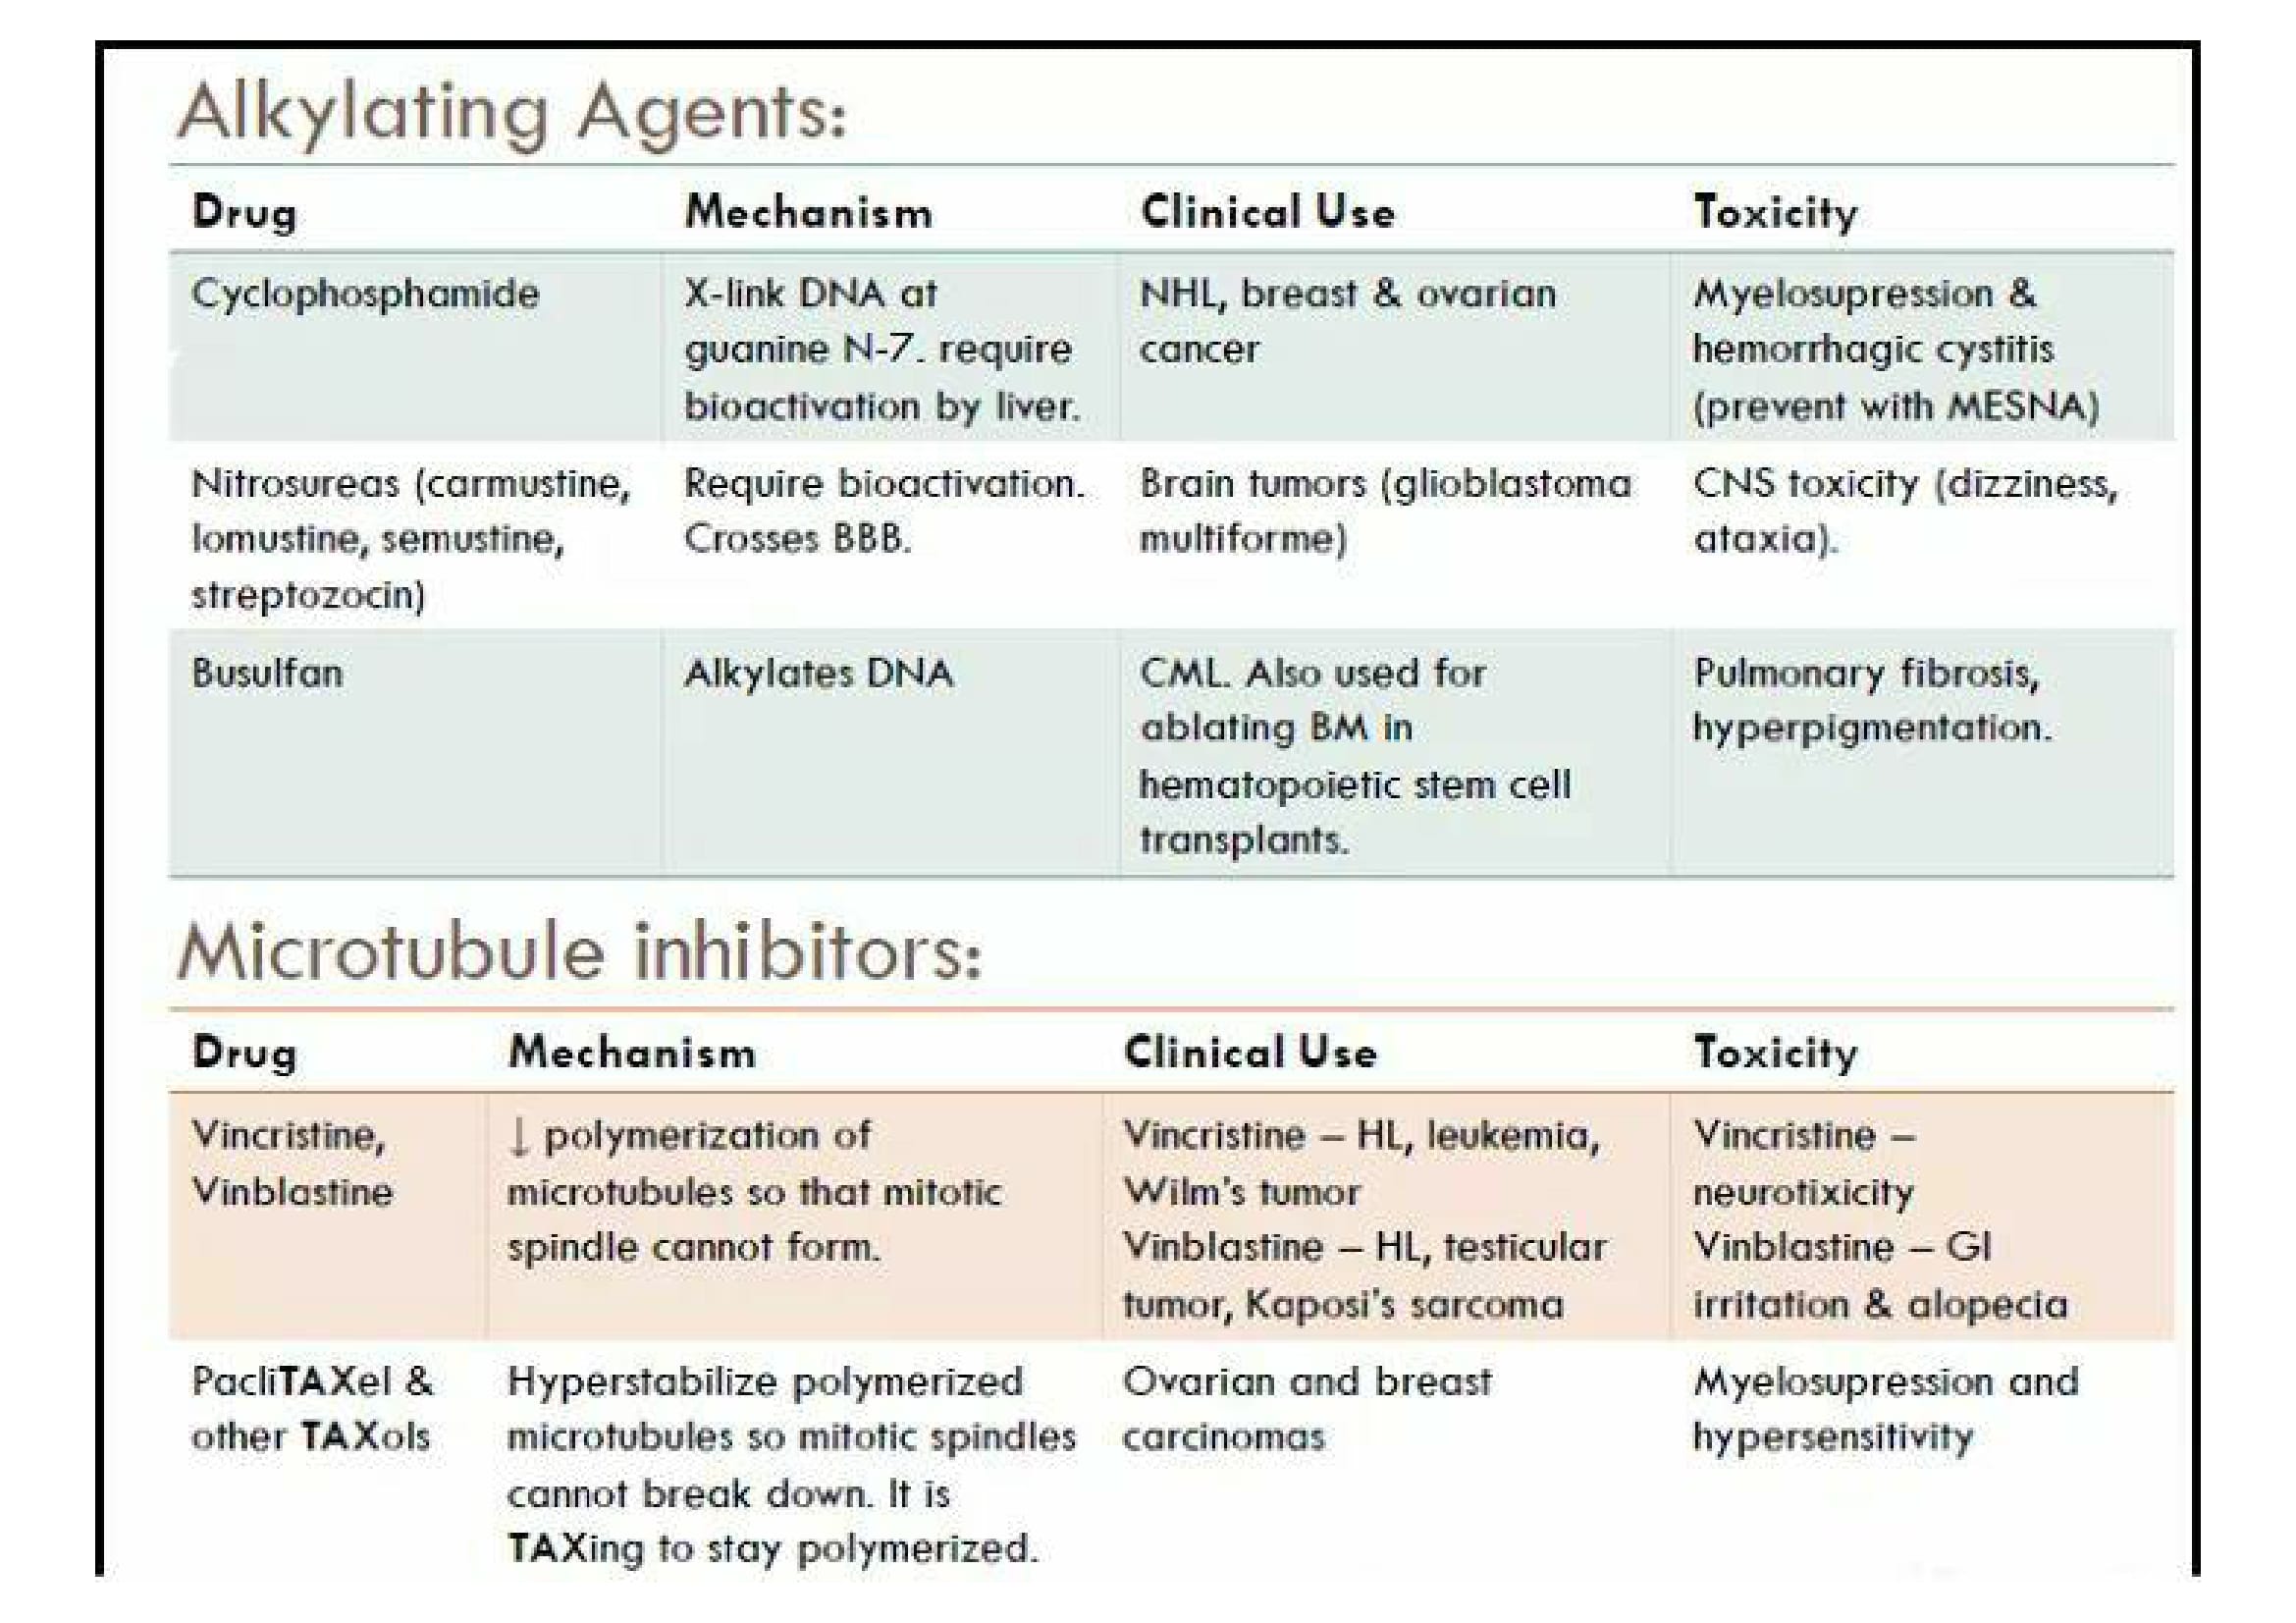 Alkylating Agents:
Drug Mechanism Clinical Use Toxicity
Cyclophosphamide X-link DNA at NHL, breast & ovarian Myelosupression &
guanine N-7. require cancer hemorrhagic cystitis
bioactivation by liver. (prevent with MESNA)
Nitrosureas (carmustine, Require bioactivation. Brain tumors (glioblastoma CNS toxicity (dizziness,
lomustine, semustine, Crosses BBB. multiforme) ataxia).
streptozocin)
Busulfan Alkylates DNA CML. Also used for Pulmonary fibrosis,
ablating BM in hyperpigmentation.
hematopoietic stem cell
transplants.
Microtubule inhibitors:
Drug Mechanism Clinical Use Toxicity
Vincristine, ↓ polymerization of Vincristine – HL, leukemia, Vincristine –
Vinblastine microtubules so that mitotic Wilm's tumor neurotixicity
spindle cannot form. Vinblastine – HL, testicular Vinblastine – GI
tumor, Kaposi's sarcoma irritation & alopecia
PacliTAXel & Hyperstabilize polymerized Ovarian and breast Myelosupression and
other TAXols microtubules so mitotic spindles carcinomas hypersensitivity
cannot break down. It is
TAXing to stay polymerized.